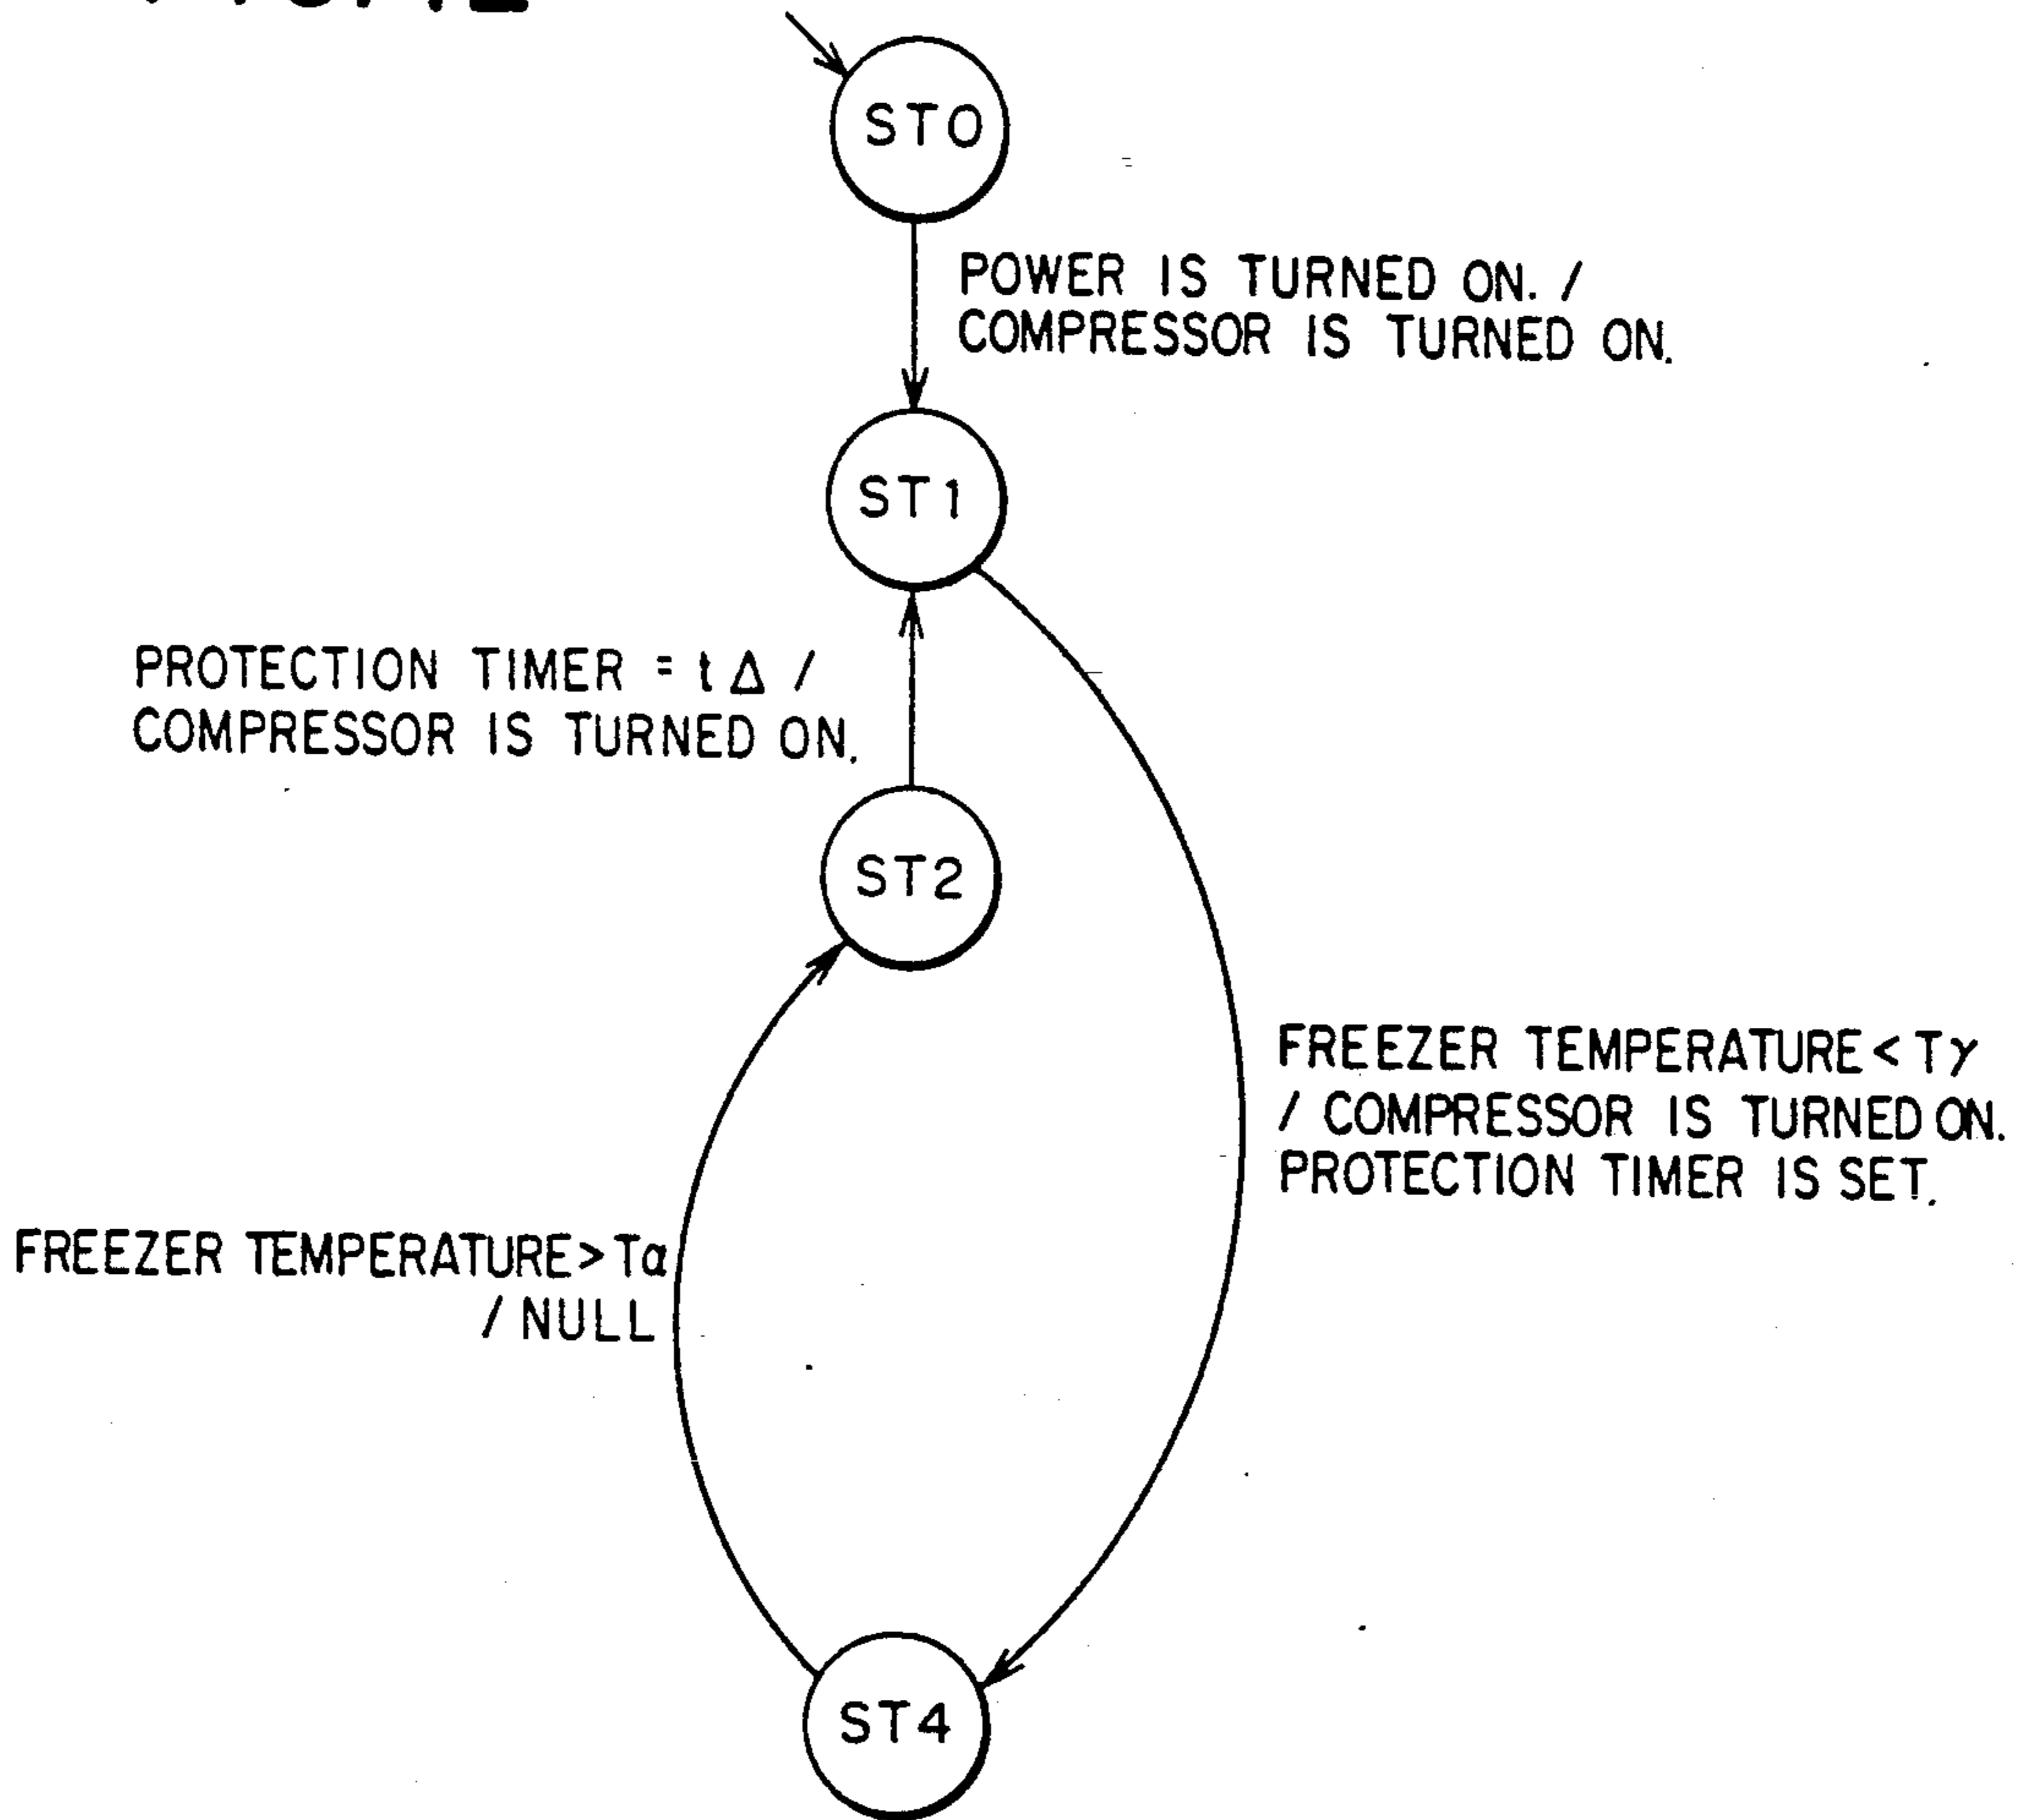 ST0
POWER IS TURNED ON. /
COMPRESSOR IS TURNED ON.
ST1
PROTECTION TIMER = t Δ /
COMPRESSOR IS TURNED ON.
ST2
FREEZER TEMPERATURE < Tγ
/ COMPRESSOR IS TURNED ON.
PROTECTION TIMER IS SET.
FREEZER TEMPERATURE > Tα
/ NULL
ST4